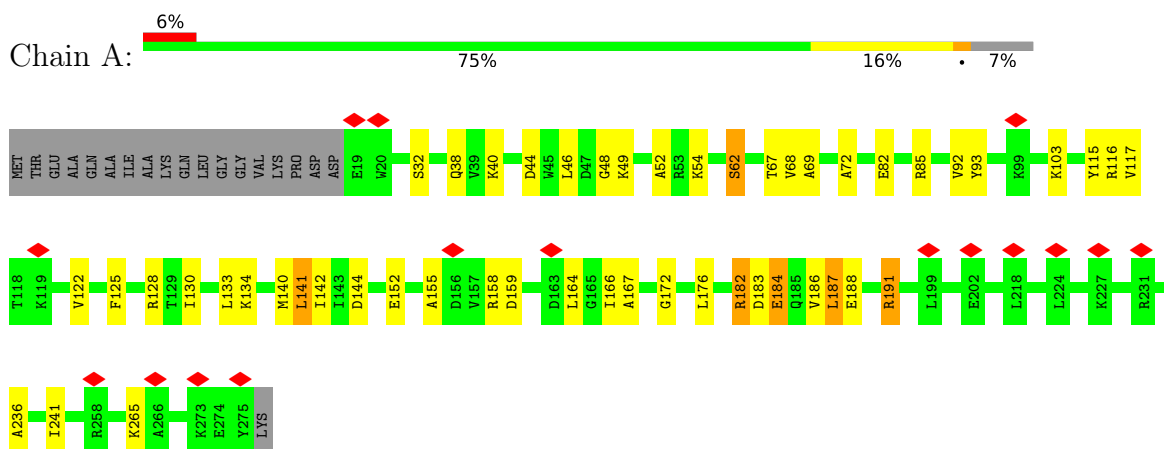 6%
Chain A:
75% 16% • 7%
MET THR GLU ALA ALA GLN ALA ILE ALA LYS GLN LEU GLY GLY VAL LYS PRO ASP ASP E19 W20 S32 Q38 V39 K40 D44 W45 L46 D47 G48 K49 A52 R53 K54 S62 T67 V68 A69 A72 E82 R85 V92 Y93 K99 K103 Y115 R116 V117
T118 K119 V122 F125 R128 T129 I130 L133 K134 M140 L141 I142 I143 D144 E152 A155 D156 V157 R158 D159 D163 L164 G165 I166 A167 G172 L176 R182 D183 E184 Q185 V186 L187 E188 R191 L199 E202 L218 L224 K227 R231
A236 I241 R258 K265 A266 K273 E274 Y275 LYS